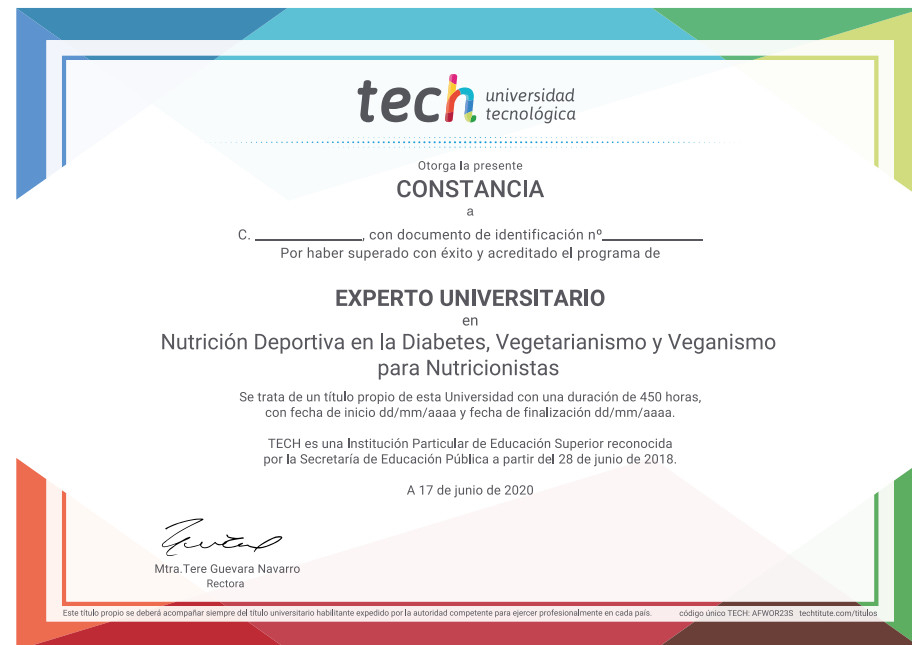 tech universidad
tecnológica
Otorga la presente
CONSTANCIA
a
C. ____________, con documento de identificación nº____________
Por haber superado con éxito y acreditado el programa de
EXPERTO UNIVERSITARIO
en
Nutrición Deportiva en la Diabetes, Vegetarianismo y Veganismo
para Nutricionistas
Se trata de un título propio de esta Universidad con una duración de 450 horas,
con fecha de inicio dd/mm/aaaa y fecha de finalización dd/mm/aaaa.
TECH es una Institución Particular de Educación Superior reconocida
por la Secretaría de Educación Pública a partir del 28 de junio de 2018.
A 17 de junio de 2020
Mtra.Tere Guevara Navarro
Rectora
Este título propio se deberá acompañar siempre del título universitario habilitante expedido por la autoridad competente para ejercer profesionalmente en cada país. código único TECH: AFWOR23S techtitute.com/títulos